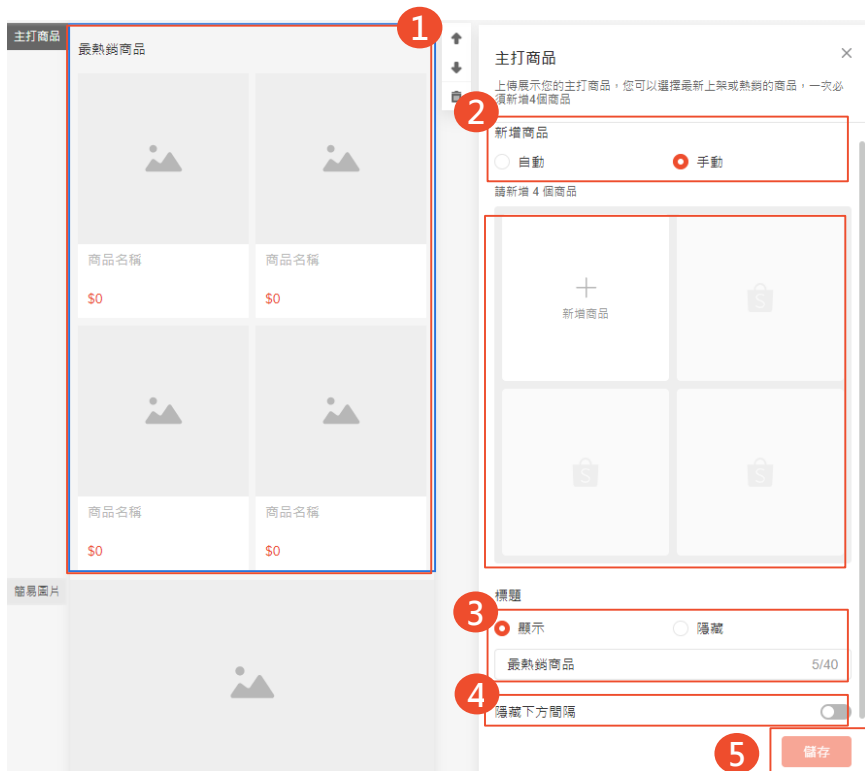 主打商品
1
最熱銷商品
商品名稱
商品名稱
$0
$0
商品名稱
商品名稱
$0
$0
簡易圖片
主打商品
上傳展示您的主打商品，您可以選擇最新上架或熱銷的商品，一次必
須新增4個商品
2
新增商品
自動
手動
請新增 4 個商品
新增商品
S
S
S
標題
3
顯示
隱藏
最熱銷商品
5/40
4
隱藏下方間隔
5
儲存